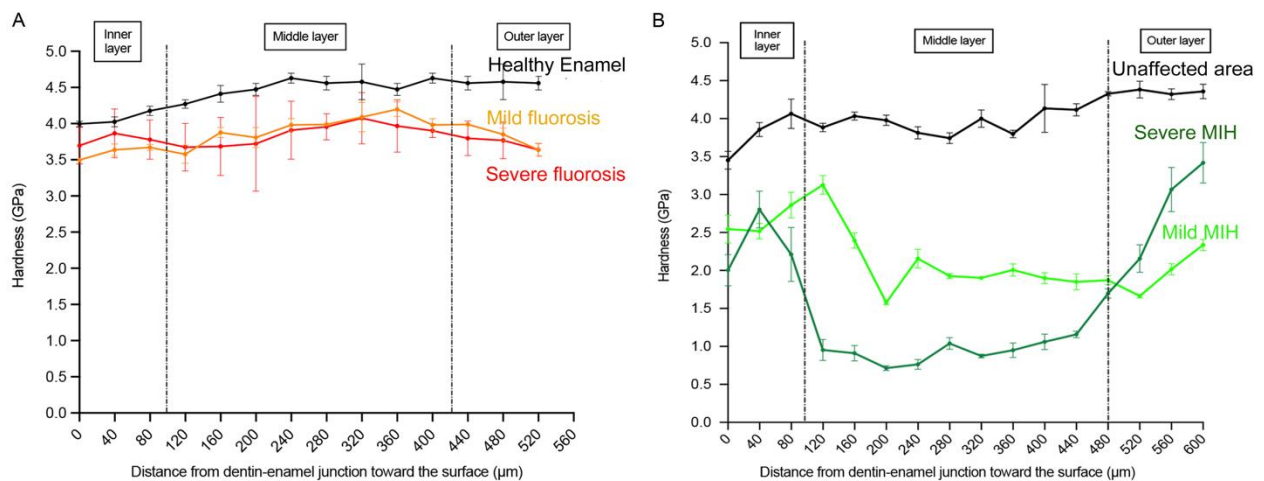 A
Inner
layer
Middle layer
Outer layer
5.0
4.5
4.0
3.5
3.0
2.5
2.0
1.5
1.0
0.5
0.0
Hardness (GPa)
Healthy Enamel
Mild fluorosis
Severe fluorosis
0 40 80 120 160 200 240 280 320 360 400 440 480 520 560
Distance from dentin-enamel junction toward the surface (µm)
B
Inner
layer
Middle layer
Outer layer
5.0
4.5
4.0
3.5
3.0
2.5
2.0
1.5
1.0
0.5
0.0
Hardness (GPa)
Unaffected area
Severe MIH
Mild MIH
0 40 80 120 160 200 240 280 320 360 400 440 480 520 560 600
Distance from dentin-enamel junction toward the surface (µm)